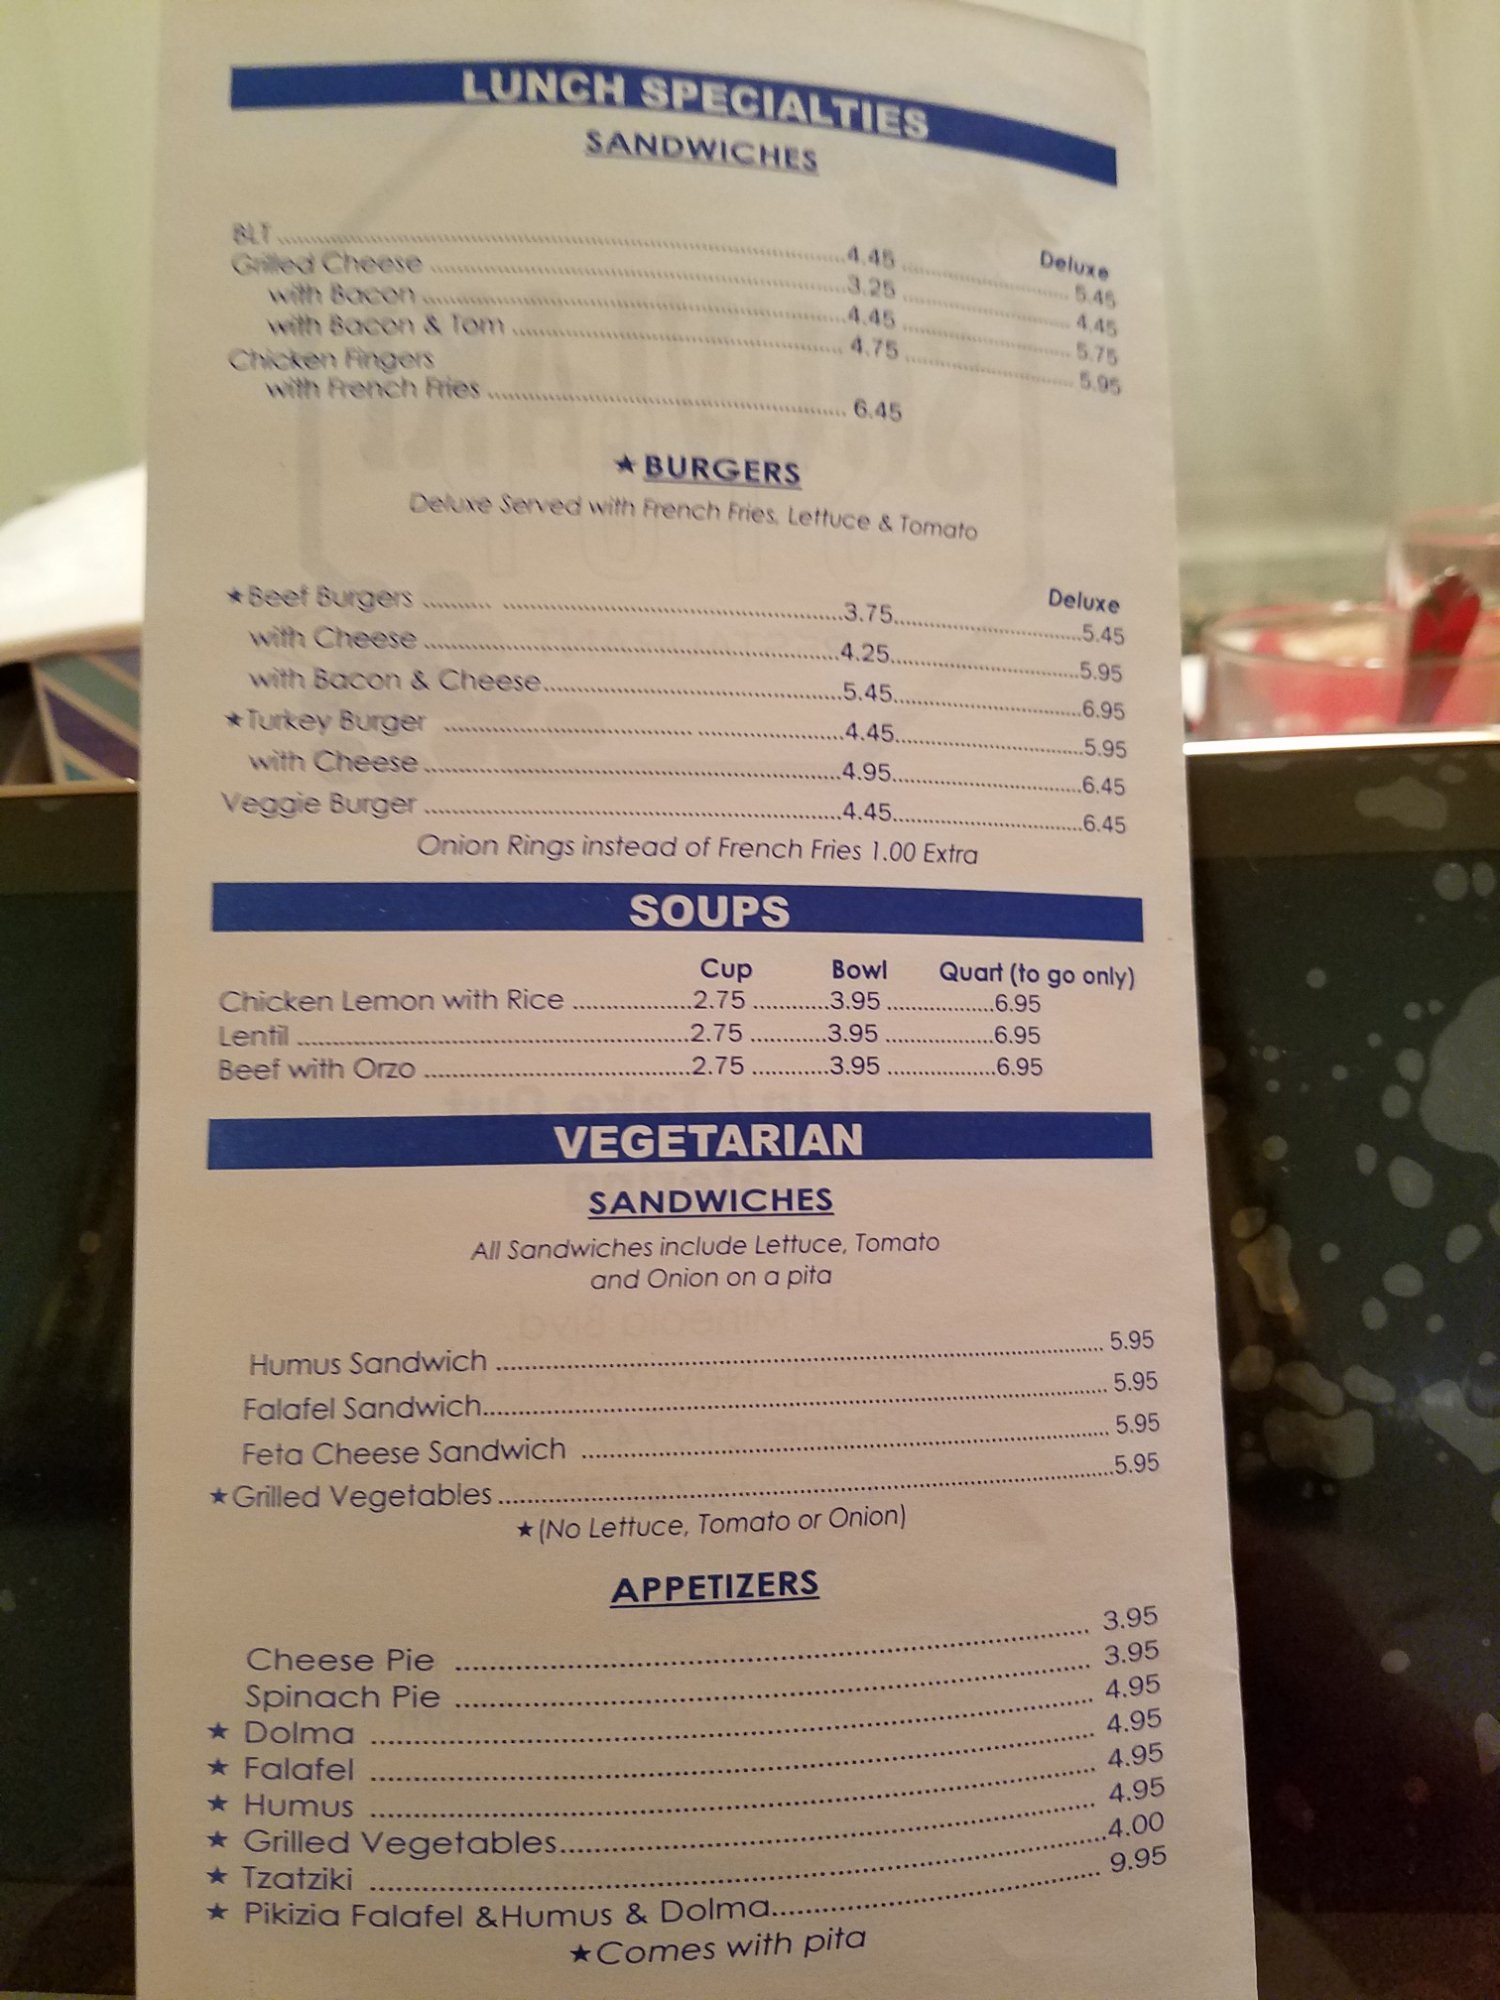 LUNCH SPECIALTIES
SANDWICHES
Deluxe
BLT 4.45 5.45
Grilled Cheese 3.25 4.45
with Bacon 4.45 5.75
with Bacon & Tom 4.75 5.95
Chicken Fingers
with French Fries 6.45
★BURGERS
Deluxe Served with French Fries, Lettuce & Tomato
Deluxe
★Beef Burgers 3.75 5.45
with Cheese 4.25 5.95
with Bacon & Cheese 5.45 6.95
★Turkey Burger 4.45 5.95
with Cheese 4.95 6.45
Veggie Burger 4.45 6.45
Onion Rings instead of French Fries 1.00 Extra
SOUPS
Cup Bowl Quart (to go only)
Chicken Lemon with Rice 2.75 3.95 6.95
Lentil 2.75 3.95 6.95
Beef with Orzo 2.75 3.95 6.95
VEGETARIAN
SANDWICHES
All Sandwiches include Lettuce, Tomato
and Onion on a pita
Humus Sandwich 5.95
Falafel Sandwich 5.95
Feta Cheese Sandwich 5.95
★Grilled Vegetables 5.95
★(No Lettuce, Tomato or Onion)
APPETIZERS
Cheese Pie 3.95
Spinach Pie 3.95
★ Dolma 4.95
★ Falafel 4.95
★ Humus 4.95
★ Grilled Vegetables 4.95
★ Tzatziki 4.00
★ Pikizia Falafel &Humus & Dolma 9.95
★Comes with pita